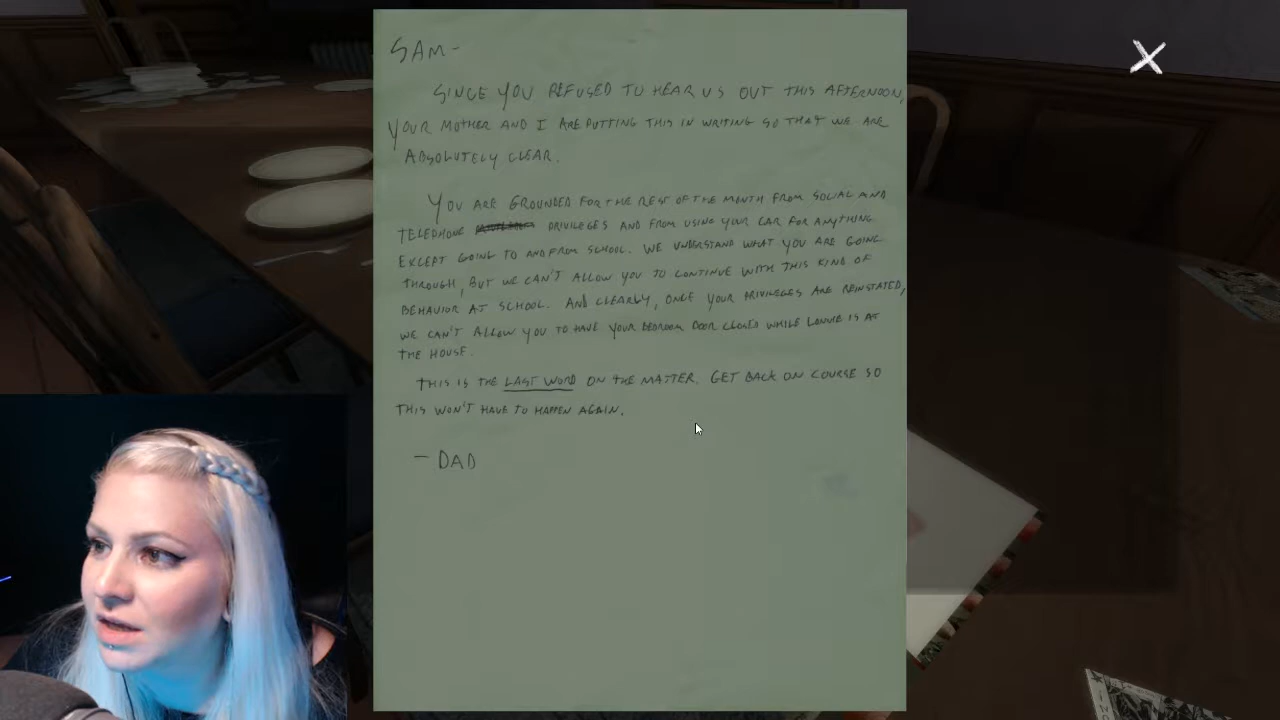 SAM-
SINCE YOU REFUSED TO HEAR US OUT THIS AFTERNOON,
YOUR MOTHER AND I ARE PUTTING THIS IN WRITING SO THAT WE ARE
ABSOLUTELY CLEAR.
YOU ARE GROUNDED FOR THE REST OF THE MONTH FROM SOCIAL AND
TELEPHONE PRIVILEGES AND FROM USING YOUR CAR FOR ANYTHING
EXCEPT GOING TO AND FROM SCHOOL. WE UNDERSTAND WHAT YOU ARE GOING
THROUGH, BUT WE CAN'T ALLOW YOU TO CONTINUE WITH THIS KIND OF
BEHAVIOR AT SCHOOL. AND CLEARLY, ONCE YOUR PRIVILEGES ARE REINSTATED,
WE CAN'T ALLOW YOU TO HAVE YOUR BEDROOM DOOR CLOSED WHILE LONNIE IS AT
THE HOUSE.
THIS IS THE LAST WORD ON THE MATTER. GET BACK ON COURSE SO
THIS WON'T HAVE TO HAPPEN AGAIN.
- DAD